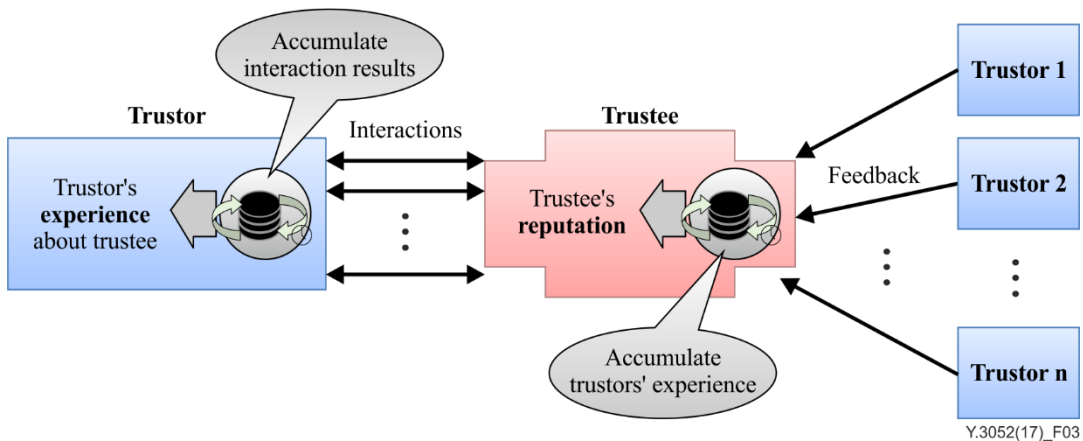 Accumulate
interaction results
Trustor
Interactions
Trustee
Trustor's
experience
about trustee
Trustee's
reputation
Feedback
Trustor 1
Trustor 2
Accumulate
trustors' experience
Trustor n
Y.3052(17)_F03